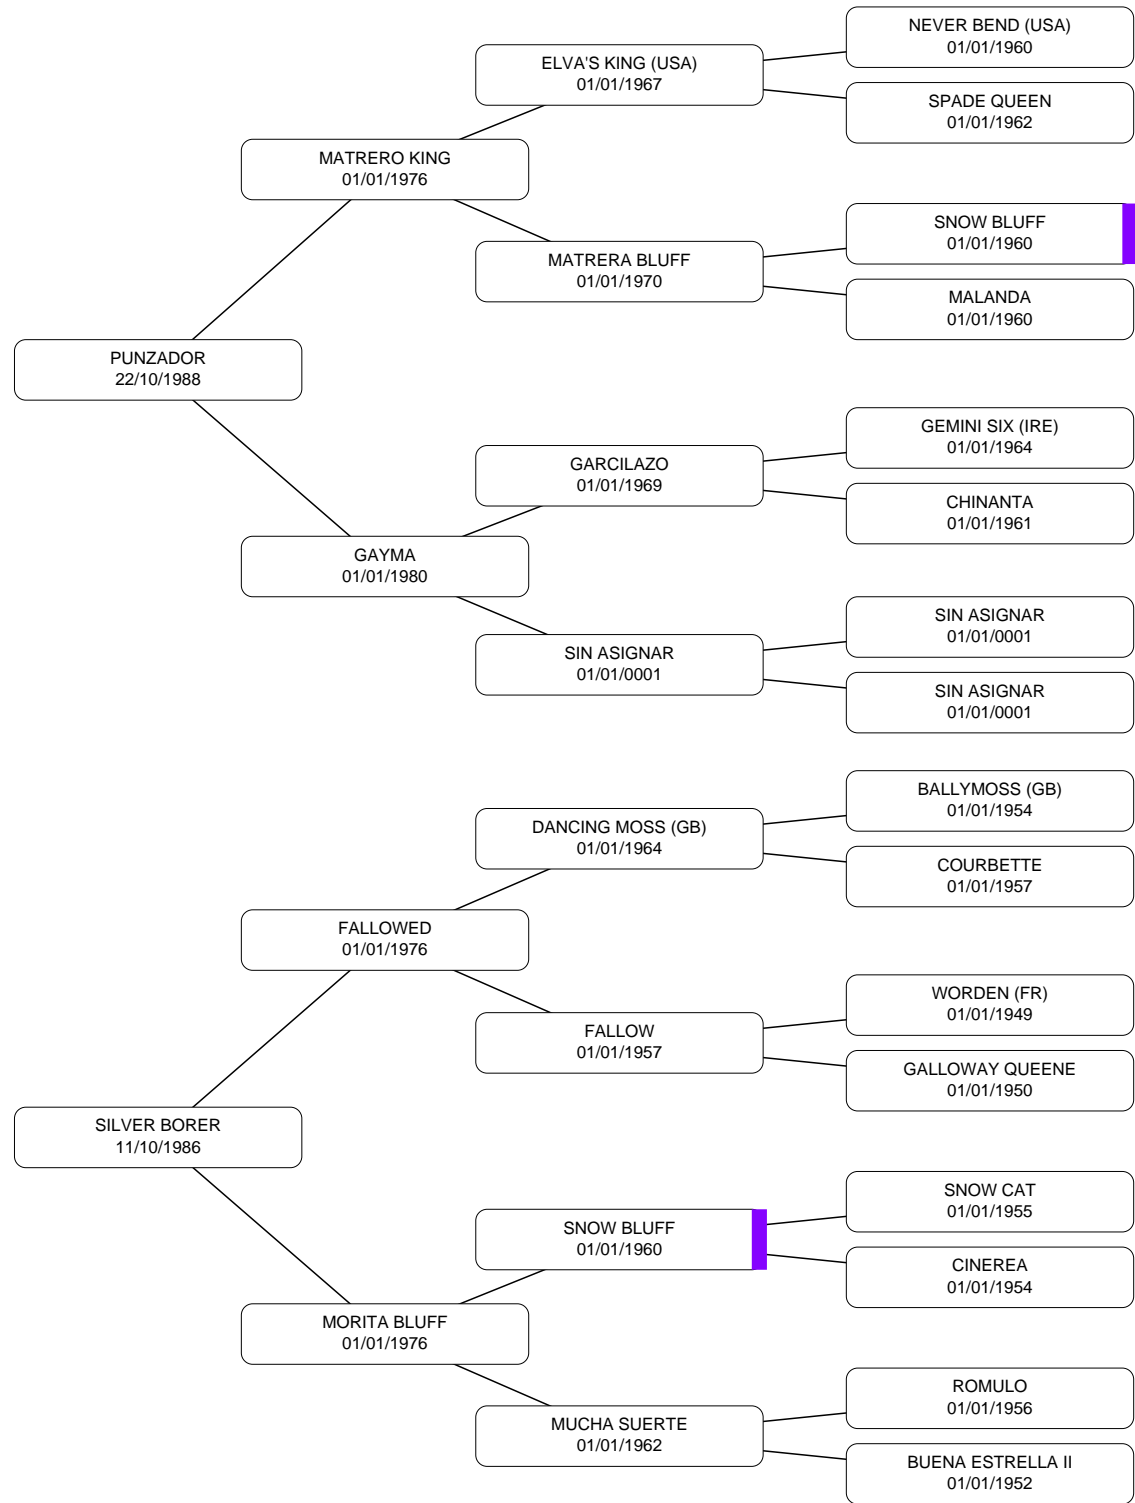 NEVER BEND (USA)
01/01/1960
ELVA'S KING (USA)
01/01/1967
SPADE QUEEN
01/01/1962
MATRERO KING
01/01/1976
SNOW BLUFF
01/01/1960
MATRERA BLUFF
01/01/1970
MALANDA
01/01/1960
PUNZADOR
22/10/1988
GEMINI SIX (IRE)
01/01/1964
GARCILAZO
01/01/1969
CHINANTA
01/01/1961
GAYMA
01/01/1980
SIN ASIGNAR
01/01/0001
SIN ASIGNAR
01/01/0001
SIN ASIGNAR
01/01/0001
BALLYMOSS (GB)
01/01/1954
DANCING MOSS (GB)
01/01/1964
COURBETTE
01/01/1957
FALLOWED
01/01/1976
WORDEN (FR)
01/01/1949
FALLOW
01/01/1957
GALLOWAY QUEENE
01/01/1950
SILVER BORER
11/10/1986
SNOW CAT
01/01/1955
SNOW BLUFF
01/01/1960
CINEREA
01/01/1954
MORITA BLUFF
01/01/1976
ROMULO
01/01/1956
MUCHA SUERTE
01/01/1962
BUENA ESTRELLA II
01/01/1952